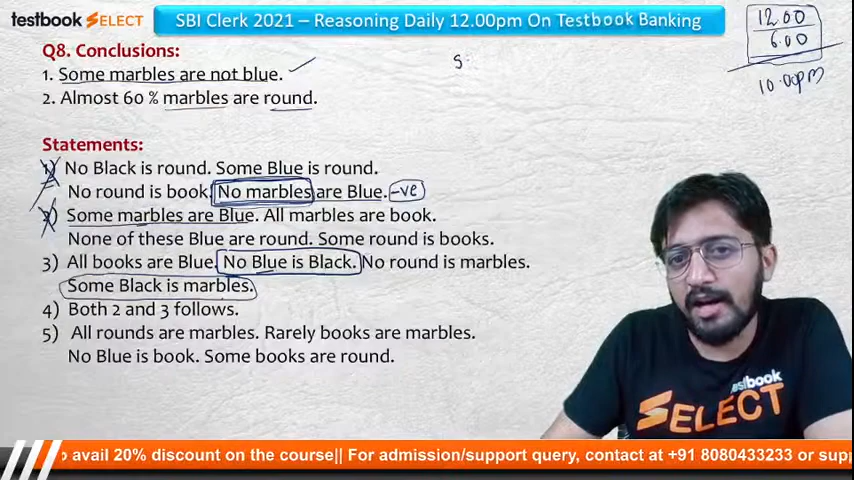 testbook SELECT
SBI Clerk 2021 – Reasoning Daily 12.00pm On Testbook Banking
12.00
6.00
10.00pm
Q8. Conclusions:
S
1. Some marbles are not blue.
2. Almost 60 % marbles are round.
Statements:
1) No Black is round. Some Blue is round.
No round is book. No marbles are Blue. -ve
2) Some marbles are Blue. All marbles are book.
None of these Blue are round. Some round is books.
3) All books are Blue. No Blue is Black. No round is marbles.
Some Black is marbles.
4) Both 2 and 3 follows.
5) All rounds are marbles. Rarely books are marbles.
No Blue is book. Some books are round.
testbook
SELECT
o avail 20% discount on the course|| For admission/support query, contact at +91 8080433233 or supp